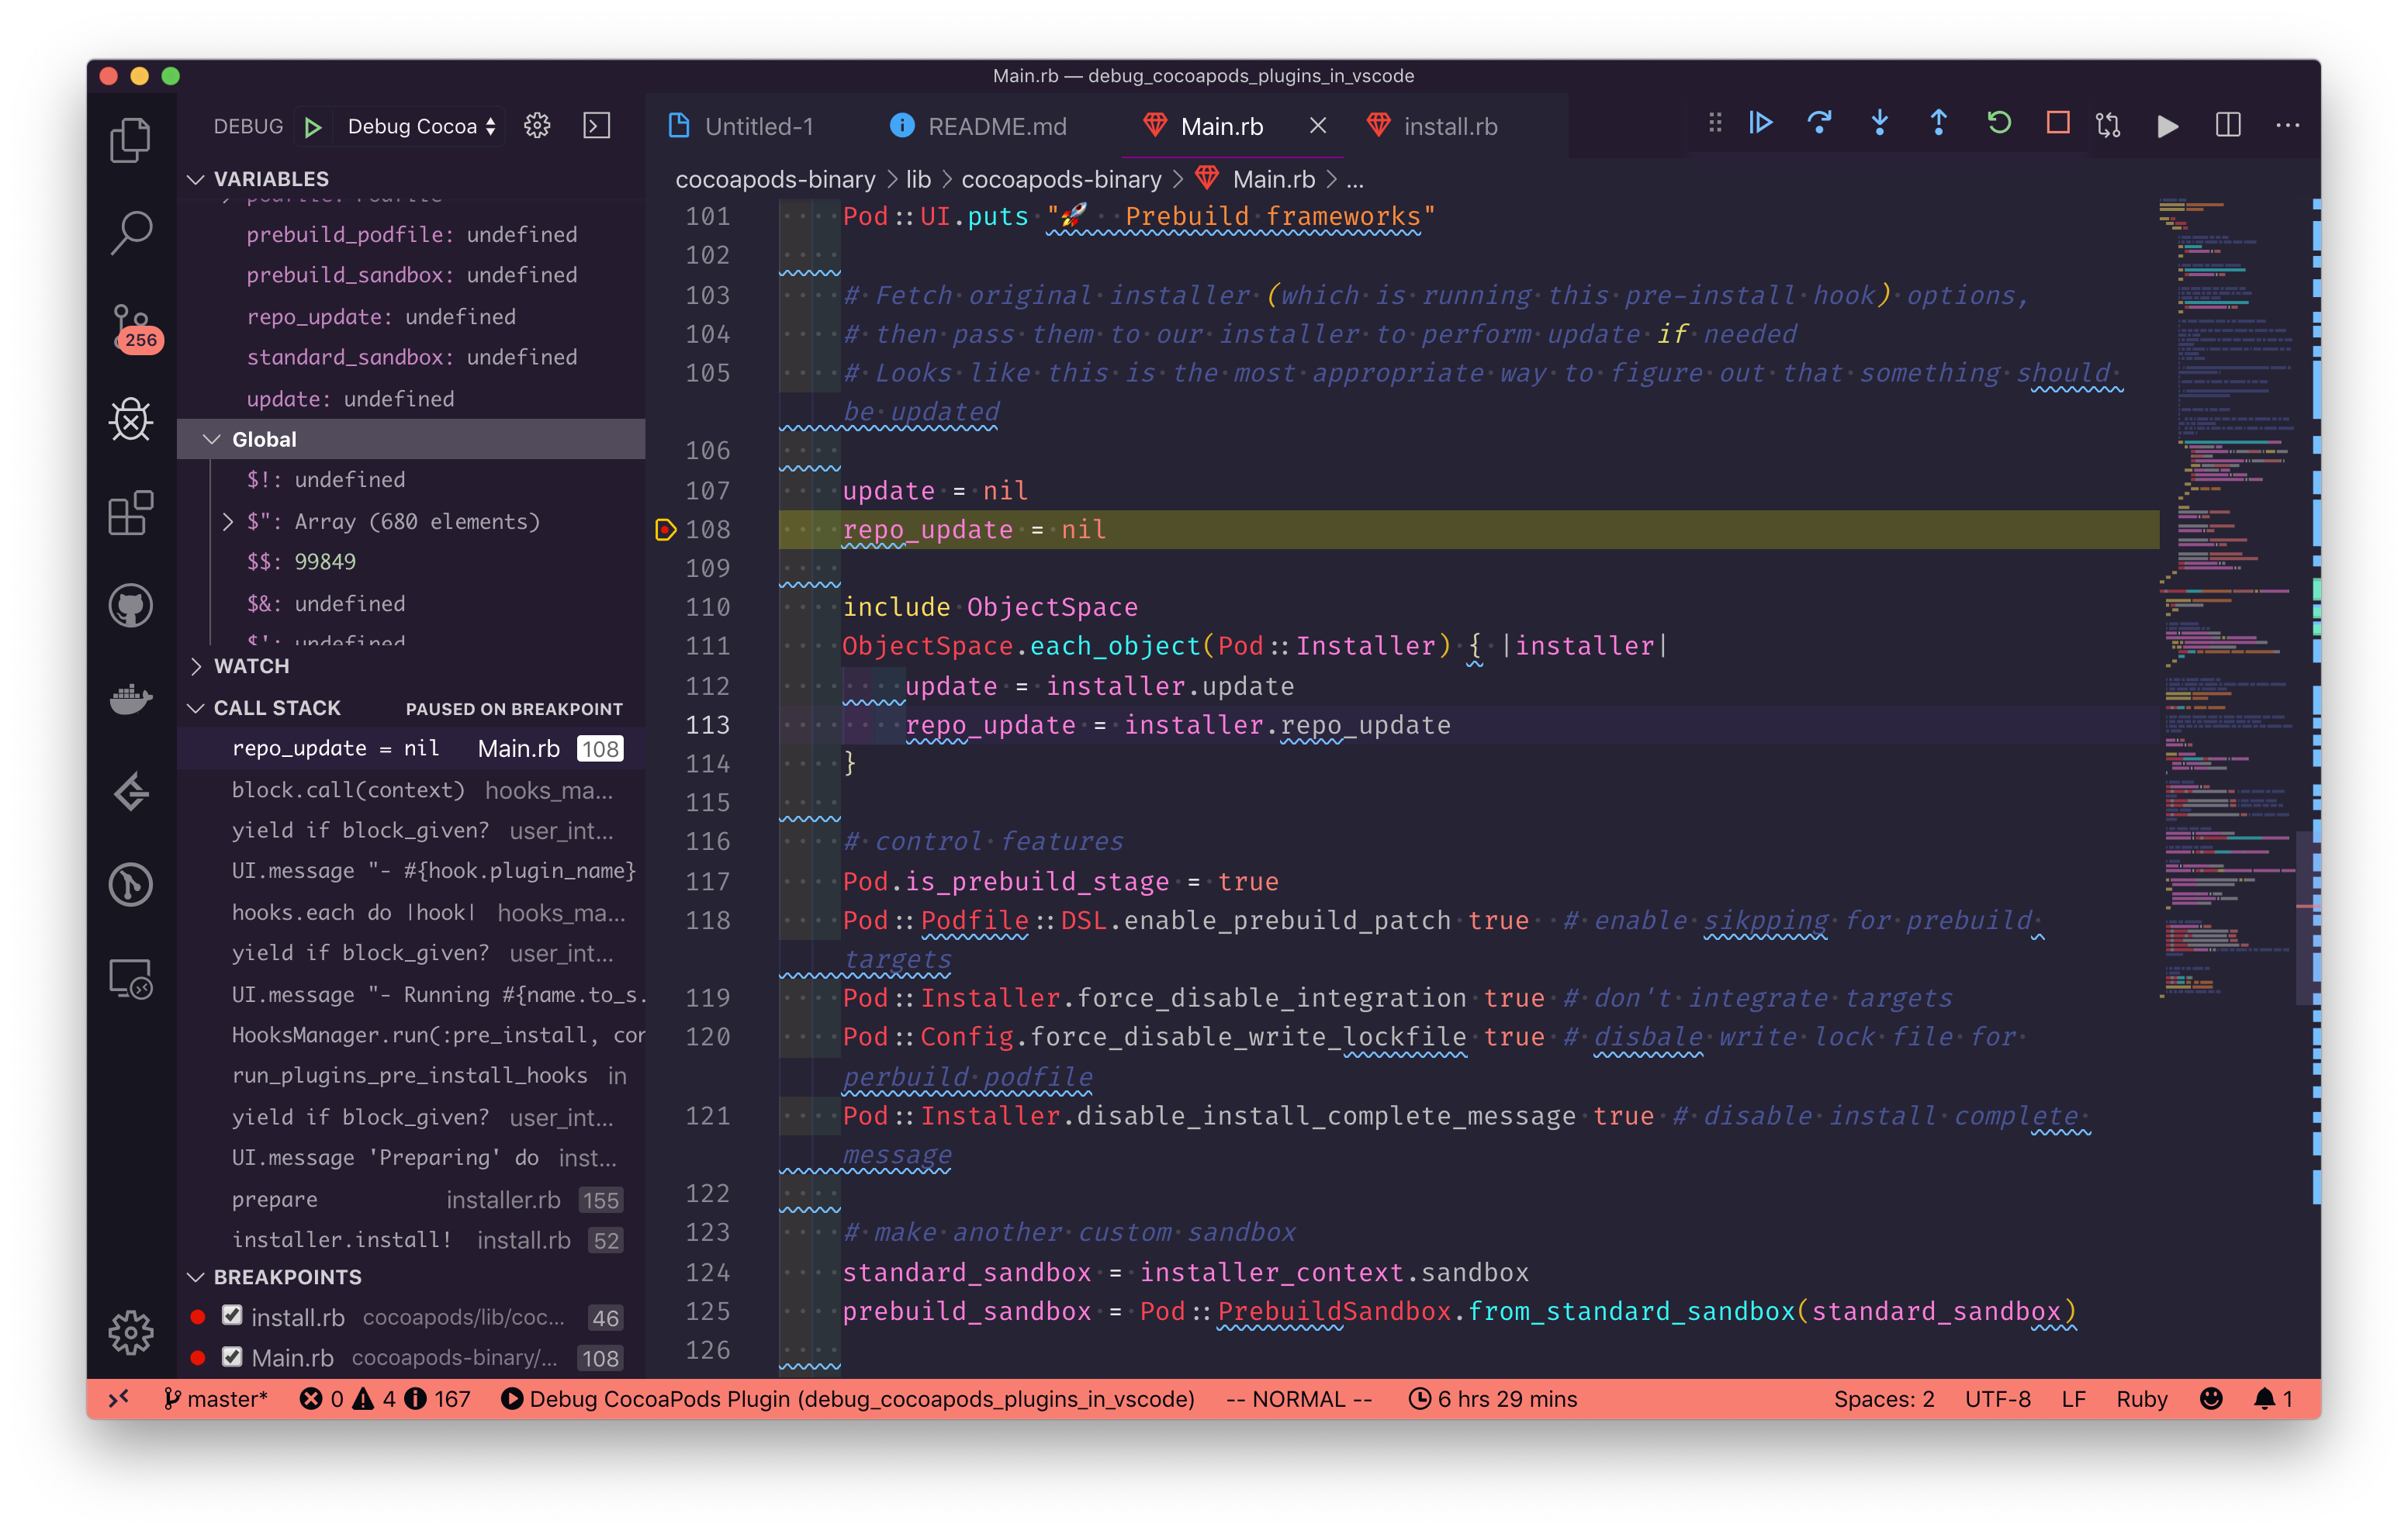 Main.rb — debug_cocoapods_plugins_in_vscode
DEBUG
Debug Cocoa
Untitled-1
README.md
Main.rb
install.rb
cocoapods-binary > lib > cocoapods-binary > Main.rb > ...
256
VARIABLES
prebuild_podfile: undefined
prebuild_sandbox: undefined
repo_update: undefined
standard_sandbox: undefined
update: undefined
Global
$!: undefined
$": Array (680 elements)
$$: 99849
$&: undefined
$': undefined
WATCH
CALL STACK PAUSED ON BREAKPOINT
repo_update = nil Main.rb 108
block.call(context) hooks_ma...
yield if block_given? user_int...
UI.message "- #{hook.plugin_name}
hooks.each do |hook| hooks_ma...
yield if block_given? user_int...
UI.message "- Running #{name.to_s.
HooksManager.run(:pre_install, cor
run_plugins_pre_install_hooks in
yield if block_given? user_int...
UI.message 'Preparing' do inst...
prepare installer.rb 155
installer.install! install.rb 52
BREAKPOINTS
install.rb cocoapods/lib/coc... 46
Main.rb cocoapods-binary/... 108
101 Pod::UI.puts "🚀  Prebuild frameworks"
102
103 # Fetch original installer (which is running this pre-install hook) options,
104 # then pass them to our installer to perform update if needed
105 # Looks like this is the most appropriate way to figure out that something should
be updated
106
107 update = nil
108 repo_update = nil
109
110 include ObjectSpace
111 ObjectSpace.each_object(Pod::Installer) { |installer|
112 update = installer.update
113 repo_update = installer.repo_update
114 }
115
116 # control features
117 Pod.is_prebuild_stage = true
118 Pod::Podfile::DSL.enable_prebuild_patch true  # enable sikpping for prebuild
targets
119 Pod::Installer.force_disable_integration true # don't integrate targets
120 Pod::Config.force_disable_write_lockfile true # disbale write lock file for
perbuild podfile
121 Pod::Installer.disable_install_complete_message true # disable install complete
message
122
123 # make another custom sandbox
124 standard_sandbox = installer_context.sandbox
125 prebuild_sandbox = Pod::PrebuildSandbox.from_standard_sandbox(standard_sandbox)
126
master* 0 4 167 Debug CocoaPods Plugin (debug_cocoapods_plugins_in_vscode) -- NORMAL -- 6 hrs 29 mins Spaces: 2 UTF-8 LF Ruby 1